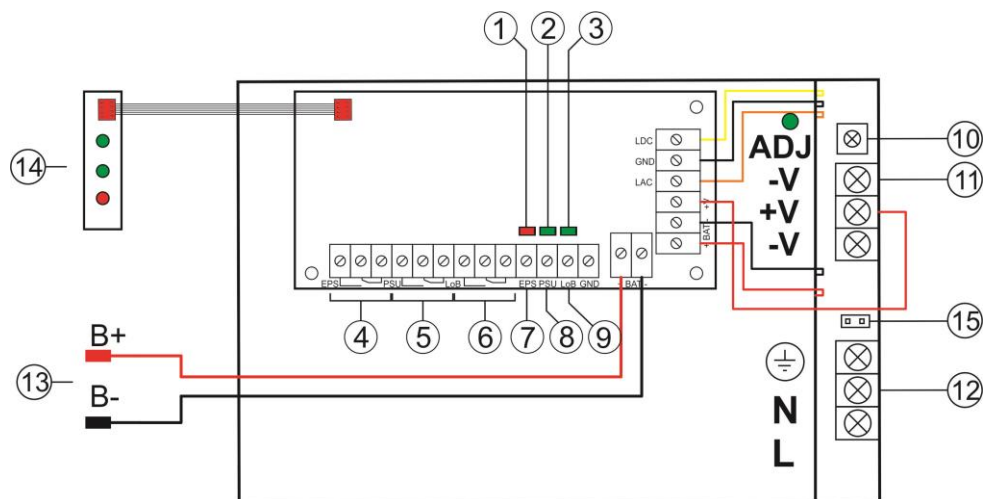 1 2 3
14
LDC
GND
LAC
+V
- BAT
+
ADJ
-V
+V
-V
10
11
EPS PSU LoB EPS PSU LoB GND + BAT -
4 5 6 7 8 9
15
B+
13
B-
N
L
12